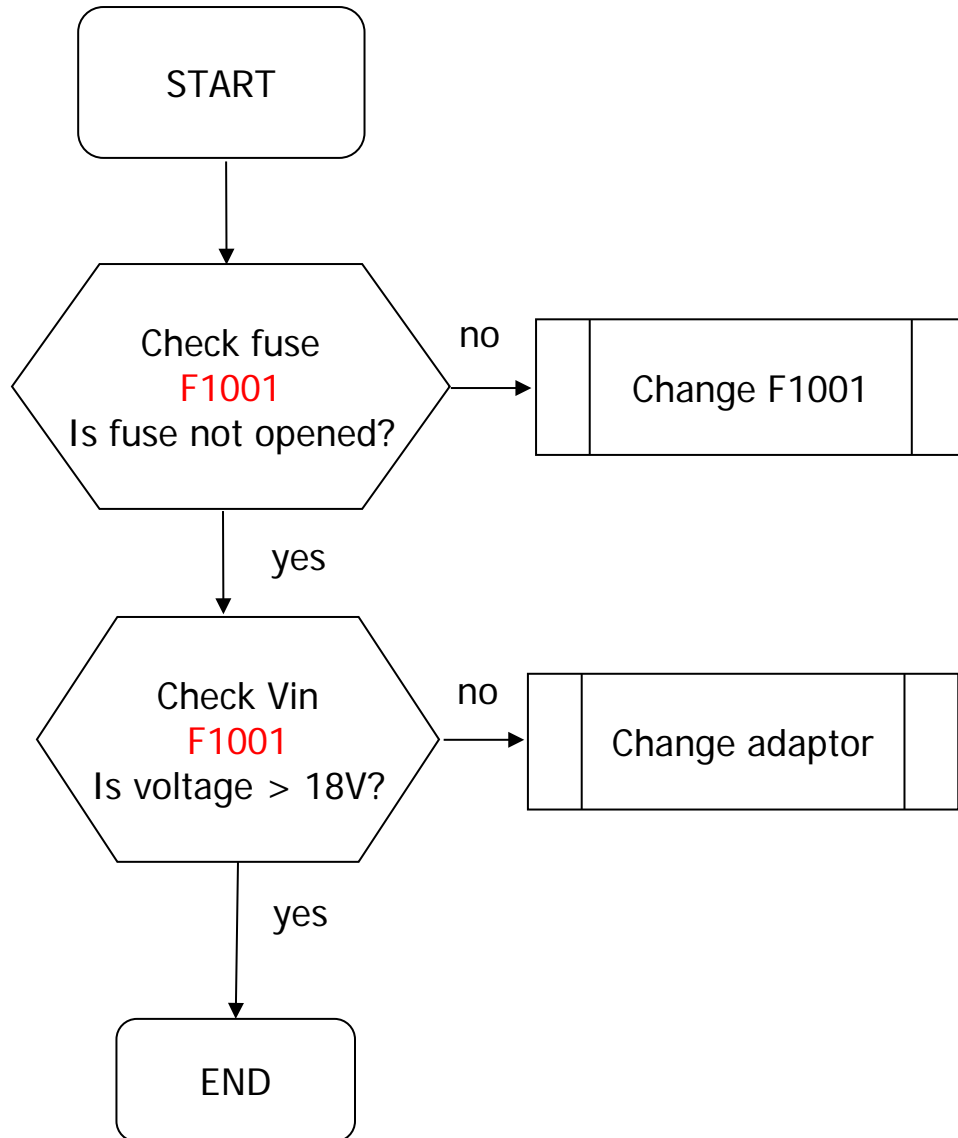 START
Check fuse
F1001
Is fuse not opened?
no
Change F1001
yes
Check Vin
F1001
Is voltage > 18V?
no
Change adaptor
yes
END